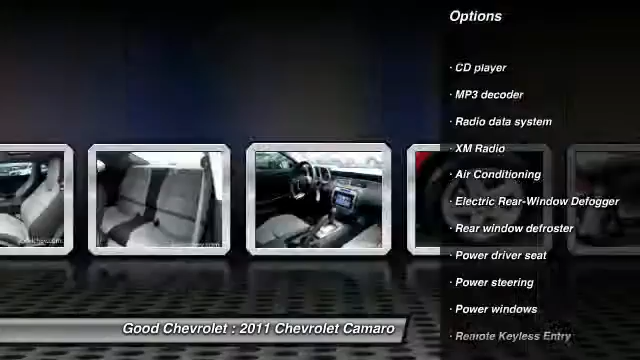 Options
· CD player
· MP3 decoder
· Radio data system
· XM Radio
· Air Conditioning
· Electric Rear-Window Defogger
· Rear window defroster
· Power driver seat
· Power steering
· Power windows
· Remote Keyless Entry
Good Chevrolet : 2011 Chevrolet Camaro